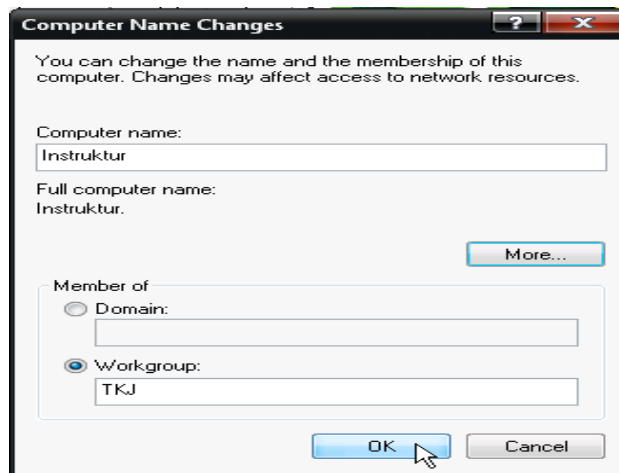 Computer Name Changes
You can change the name and the membership of this
computer. Changes may affect access to network resources.
Computer name:
Instruktur
Full computer name:
Instruktur.
More...
Member of
Domain:
Workgroup:
TKJ
OK
Cancel